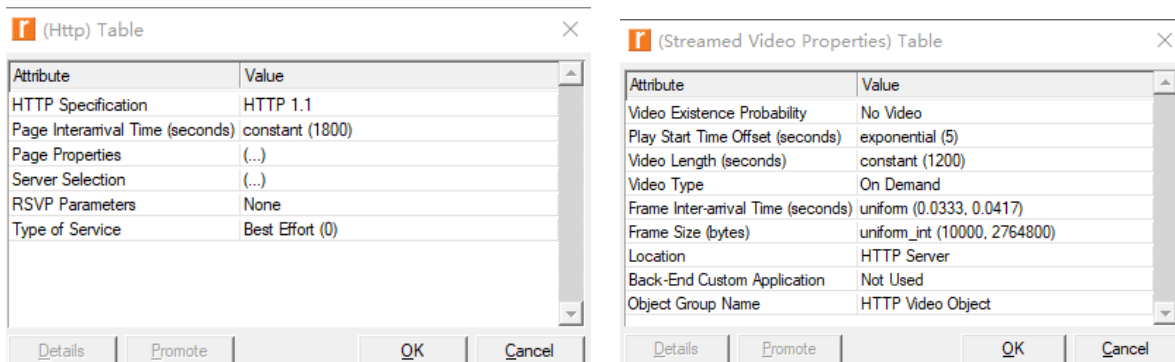 (Http) Table
Attribute Value
HTTP Specification HTTP 1.1
Page Interarrival Time (seconds) constant (1800)
Page Properties (...)
Server Selection (...)
RSVP Parameters None
Type of Service Best Effort (0)
Details Promote OK Cancel
(Streamed Video Properties) Table
Attribute Value
Video Existence Probability No Video
Play Start Time Offset (seconds) exponential (5)
Video Length (seconds) constant (1200)
Video Type On Demand
Frame Inter-arrival Time (seconds) uniform (0.0333, 0.0417)
Frame Size (bytes) uniform_int (10000, 2764800)
Location HTTP Server
Back-End Custom Application Not Used
Object Group Name HTTP Video Object
Details Promote OK Cancel